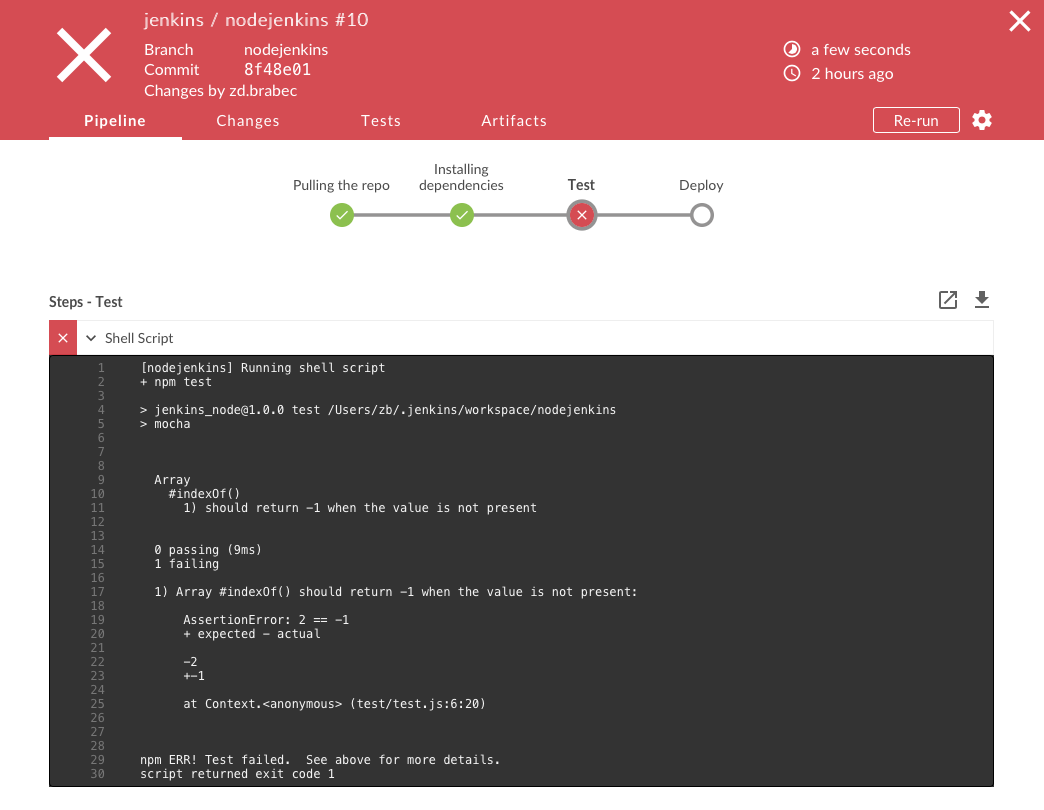 jenkins / nodejenkins #10
Branch nodejenkins
Commit 8f48e01
Changes by zd.brabec
a few seconds
2 hours ago
Pipeline Changes Tests Artifacts Re-run
Pulling the repo
Installing
dependencies
Test
Deploy
Steps - Test
Shell Script
1 [nodejenkins] Running shell script
2 + npm test
3
4 > jenkins_node@1.0.0 test /Users/zb/.jenkins/workspace/nodejenkins
5 > mocha
6
7
8
9 Array
10 #indexOf()
11 1) should return -1 when the value is not present
12
13
14 0 passing (9ms)
15 1 failing
16
17 1) Array #indexOf() should return -1 when the value is not present:
18
19 AssertionError: 2 == -1
20 + expected - actual
21
22 -2
23 +-1
24
25 at Context.<anonymous> (test/test.js:6:20)
26
27
28
29 npm ERR! Test failed.  See above for more details.
30 script returned exit code 1